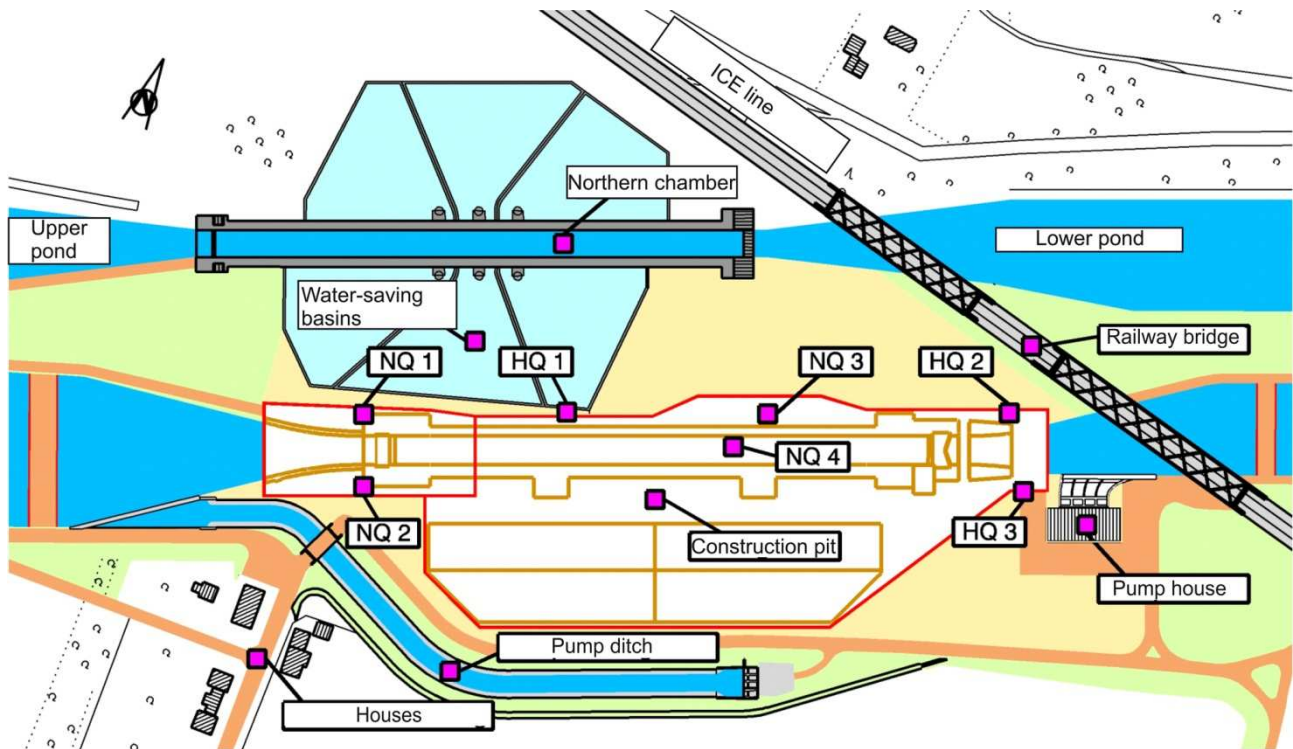 ICE line
N
Northern chamber
Upper
pond
Lower pond
Water-saving
basins
Railway bridge
NQ 1
HQ 1
NQ 3
HQ 2
NQ 4
NQ 2
HQ 3
Construction pit
Pump house
Pump ditch
Houses